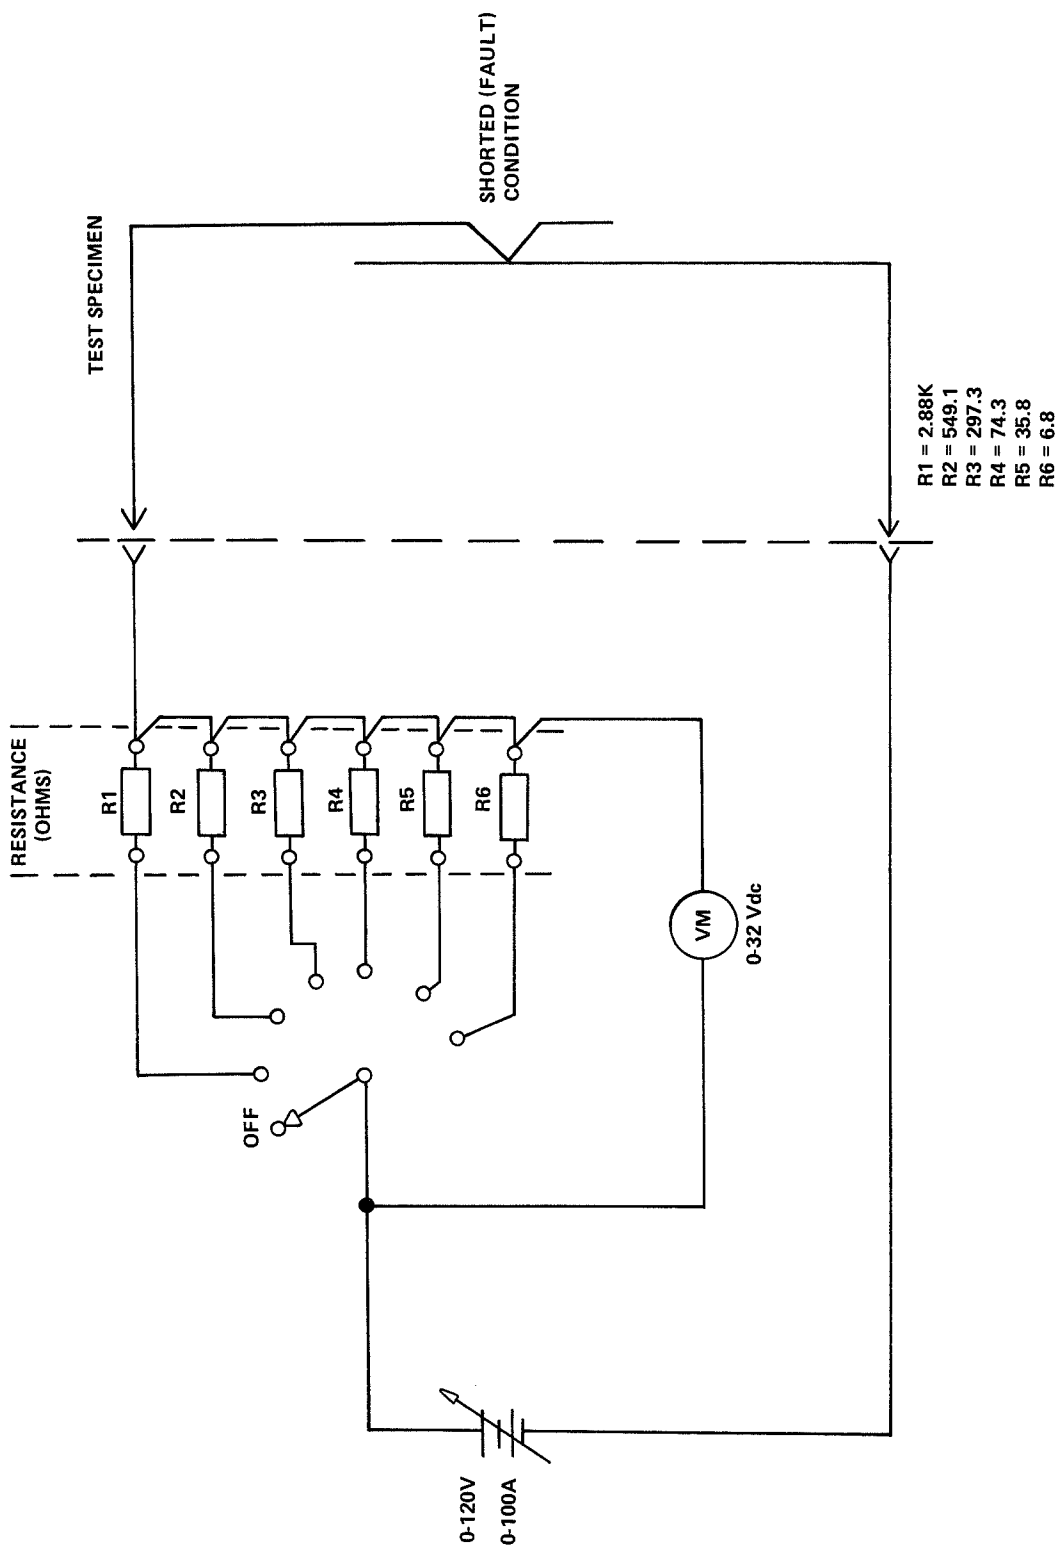 RESISTANCE
(OHMS)
R1
R2
R3
R4
R5
R6
OFF
VM
0-32 Vdc
0-120V
0-100A
TEST SPECIMEN
SHORTED (FAULT)
CONDITION
R1 = 2.88K
R2 = 549.1
R3 = 297.3
R4 = 74.3
R5 = 35.8
R6 = 6.8